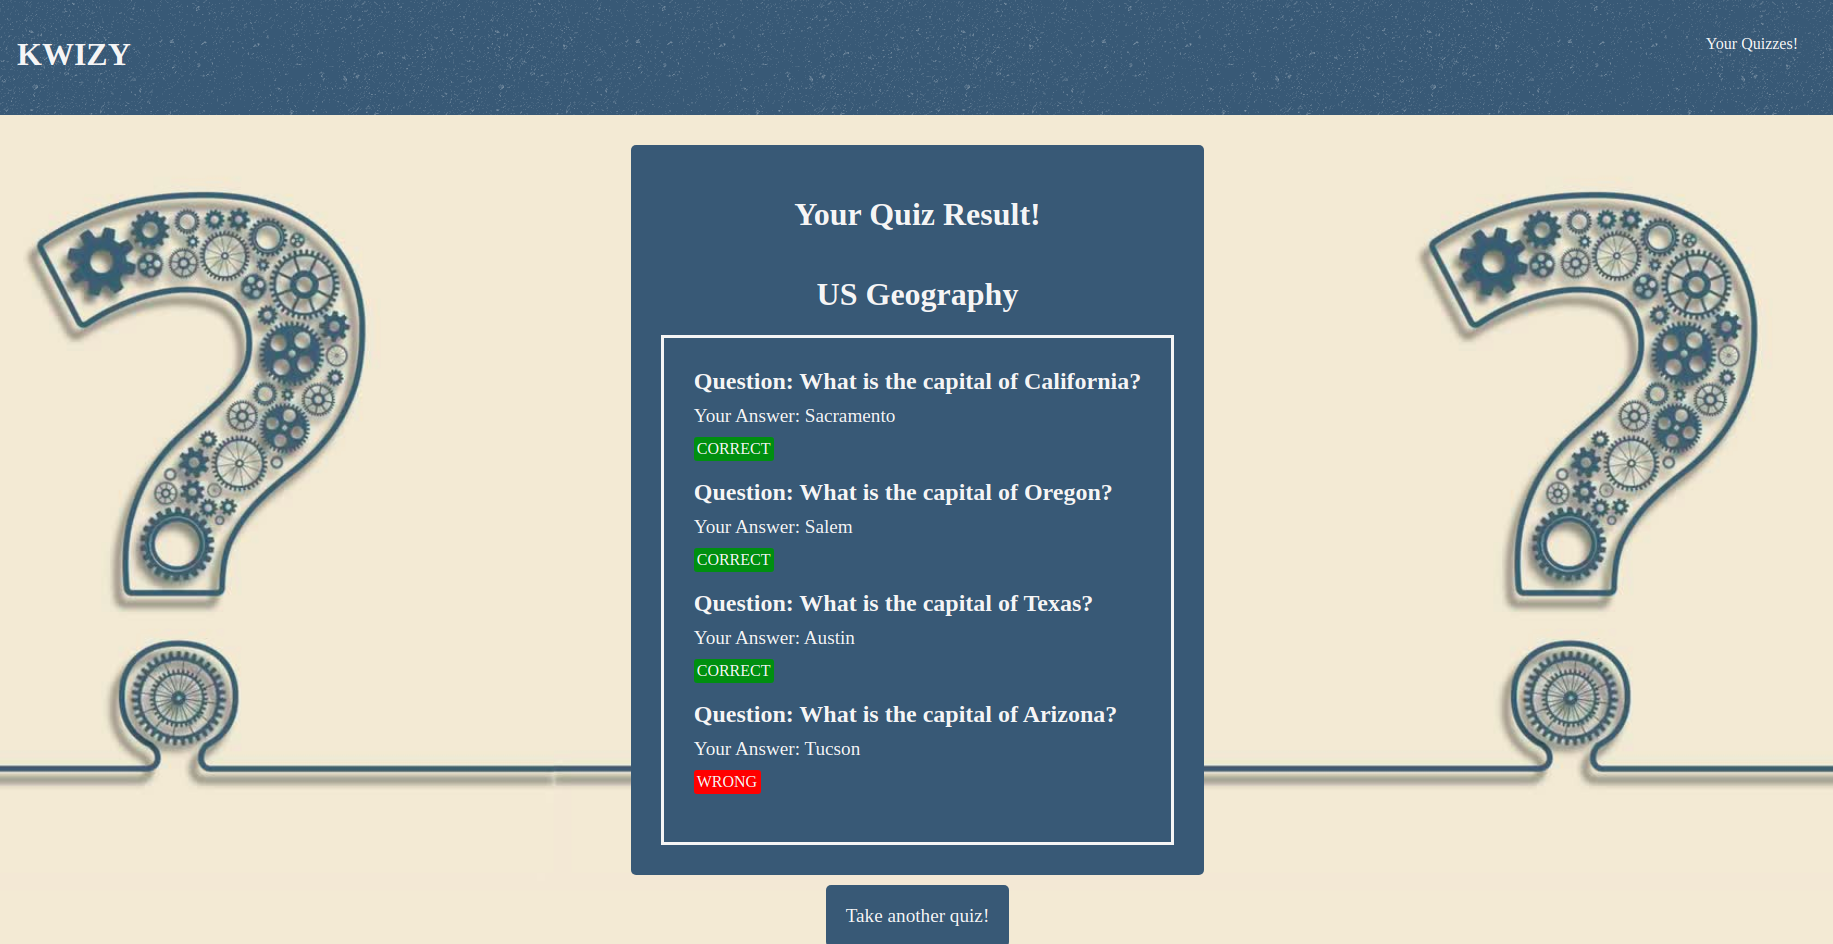 KWIZY
Your Quizzes!
Your Quiz Result!
US Geography
Question: What is the capital of California?
Your Answer: Sacramento
CORRECT
Question: What is the capital of Oregon?
Your Answer: Salem
CORRECT
Question: What is the capital of Texas?
Your Answer: Austin
CORRECT
Question: What is the capital of Arizona?
Your Answer: Tucson
WRONG
Take another quiz!